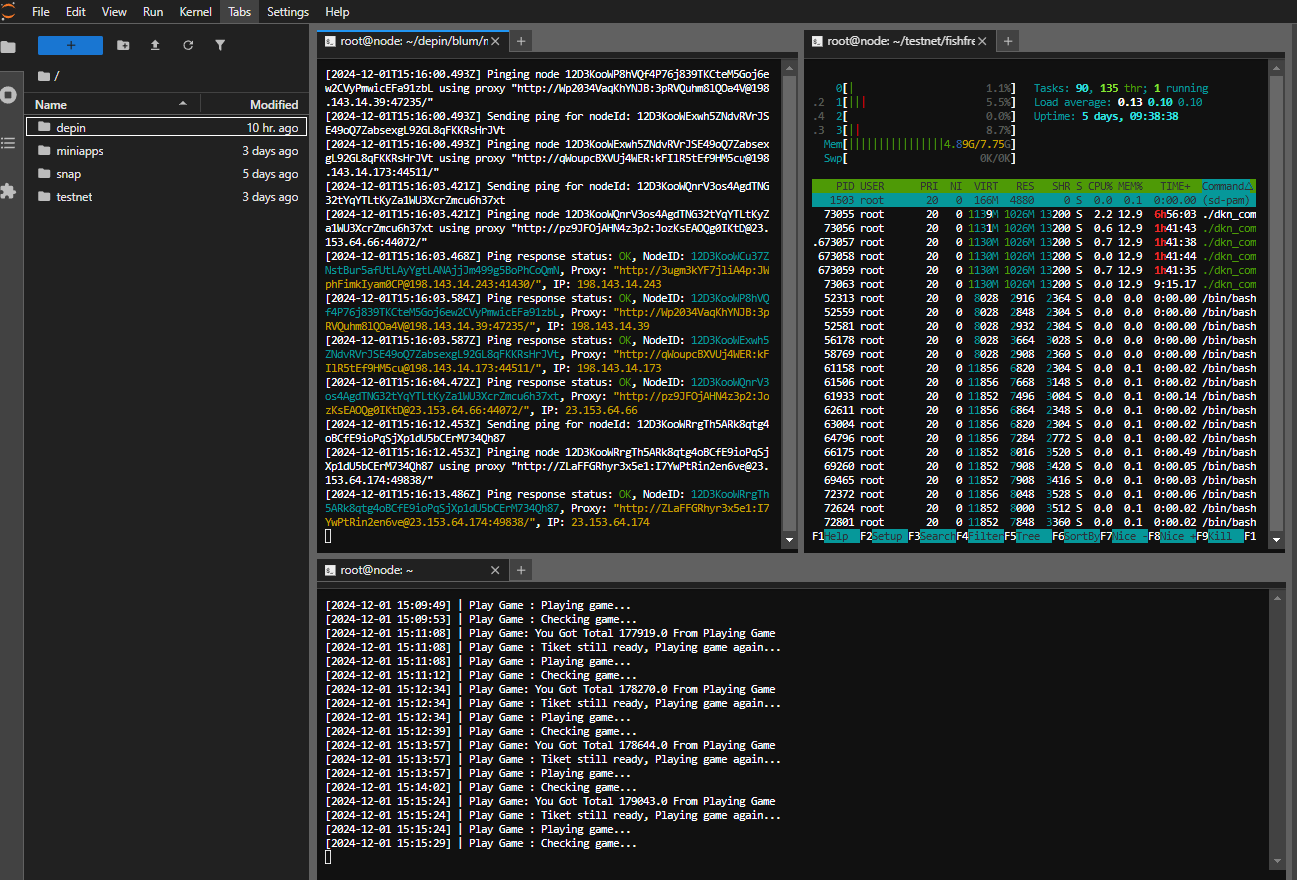 File Edit View Run Kernel Tabs Settings Help
+
/
Name Modified
depin 10 hr. ago
miniapps 3 days ago
snap 5 days ago
testnet 3 days ago
root@node: ~/depin/blum/n
[2024-12-01T15:16:00.493Z] Pinging node 12D3KooWP8hVQf4P76j839TKCteM5Goj6e
w2CVyPmwicEFa91zbL using proxy "http://Wp2034VaqKhYNJB:3pRVQuhm8lQOa4V@198
.143.14.39:47235/"
[2024-12-01T15:16:00.493Z] Sending ping for nodeId: 12D3KooWExwh5ZNdvRVrJS
E49oQ7ZabsexgL92GL8qFKKRsHrJVt
[2024-12-01T15:16:00.493Z] Pinging node 12D3KooWExwh5ZNdvRVrJSE49oQ7Zabsex
gL92GL8qFKKRsHrJVt using proxy "http://qWoupcBXVUj4WER:kFIlR5tEf9HM5cu@198
.143.14.173:44511/"
[2024-12-01T15:16:03.421Z] Sending ping for nodeId: 12D3KooWQnrV3os4AgdTNG
32tYqYTLtKyZa1WU3XcrZmcu6h37xt
[2024-12-01T15:16:03.421Z] Pinging node 12D3KooWQnrV3os4AgdTNG32tYqYTLtKyZ
a1WU3XcrZmcu6h37xt using proxy "http://pz9JFOjAHN4z3p2:JozKsEAOQg0IKtD@23.
153.64.66:44072/"
[2024-12-01T15:16:03.468Z] Ping response status: OK, NodeID: 12D3KooWCu37Z
NstBur5afUtLAyYgtLANAjjJm499g5BoPhCoQmN, Proxy: "http://3ugm3kYF7jliA4p:JW
phFimkIyam0CP@198.143.14.243:41430/", IP: 198.143.14.243
[2024-12-01T15:16:03.584Z] Ping response status: OK, NodeID: 12D3KooWP8hVQ
f4P76j839TKCteM5Goj6ew2CVyPmwicEFa91zbL, Proxy: "http://Wp2034VaqKhYNJB:3p
RVQuhm8lQOa4V@198.143.14.39:47235/", IP: 198.143.14.39
[2024-12-01T15:16:03.587Z] Ping response status: OK, NodeID: 12D3KooWExwh5
ZNdvRVrJSE49oQ7ZabsexgL92GL8qFKKRsHrJVt, Proxy: "http://qWoupcBXVUj4WER:kF
IlR5tEf9HM5cu@198.143.14.173:44511/", IP: 198.143.14.173
[2024-12-01T15:16:04.472Z] Ping response status: OK, NodeID: 12D3KooWQnrV3
os4AgdTNG32tYqYTLtKyZa1WU3XcrZmcu6h37xt, Proxy: "http://pz9JFOjAHN4z3p2:Jo
zKsEAOQg0IKtD@23.153.64.66:44072/", IP: 23.153.64.66
[2024-12-01T15:16:12.453Z] Sending ping for nodeId: 12D3KooWRrgTh5ARk8qtg4
oBCfE9ioPqSjXp1dU5bCErM734Qh87
[2024-12-01T15:16:12.453Z] Pinging node 12D3KooWRrgTh5ARk8qtg4oBCfE9ioPqSj
Xp1dU5bCErM734Qh87 using proxy "http://ZLaFFGRhyr3x5e1:I7YwPtRin2en6ve@23.
153.64.174:49838/"
[2024-12-01T15:16:13.486Z] Ping response status: OK, NodeID: 12D3KooWRrgTh
5ARk8qtg4oBCfE9ioPqSjXp1dU5bCErM734Qh87, Proxy: "http://ZLaFFGRhyr3x5e1:I7
YwPtRin2en6ve@23.153.64.174:49838/", IP: 23.153.64.174
root@node: ~/testnet/fishfre
0[| 1.1%] Tasks: 90, 135 thr; 1 running
.2 1[||| 5.5%] Load average: 0.13 0.10 0.10
.4 2[ 0.0%] Uptime: 5 days, 09:38:38
.3 3[|| 8.7%]
Mem[||||||||||||||||4.89G/7.75G]
Swp[ 0K/0K]
PID USER PRI NI VIRT RES SHR S CPU% MEM% TIME+ Command△
1503 root 20 0 166M 4880 0 S 0.0 0.1 0:00.00 (sd-pam)
73055 root 20 0 1139M 1026M 13200 S 2.2 12.9 6h56:03 ./dkn_com
73056 root 20 0 1131M 1026M 13200 S 0.6 12.9 1h41:43 ./dkn_com
.673057 root 20 0 1130M 1026M 13200 S 0.7 12.9 1h41:38 ./dkn_com
673058 root 20 0 1130M 1026M 13200 S 0.6 12.9 1h41:44 ./dkn_com
673059 root 20 0 1130M 1026M 13200 S 0.7 12.9 1h41:35 ./dkn_com
73063 root 20 0 1130M 1026M 13200 S 0.0 12.9 9:15.17 ./dkn_com
52313 root 20 0 8028 2916 2364 S 0.0 0.0 0:00.00 /bin/bash
52559 root 20 0 8028 2848 2304 S 0.0 0.0 0:00.00 /bin/bash
52581 root 20 0 8028 2932 2304 S 0.0 0.0 0:00.00 /bin/bash
56178 root 20 0 8028 3664 3028 S 0.0 0.0 0:00.00 /bin/bash
58769 root 20 0 8028 2908 2360 S 0.0 0.0 0:00.00 /bin/bash
61158 root 20 0 11856 6820 2304 S 0.0 0.1 0:00.02 /bin/bash
61506 root 20 0 11856 7668 3148 S 0.0 0.1 0:00.02 /bin/bash
61933 root 20 0 11852 7496 3004 S 0.0 0.1 0:00.14 /bin/bash
62611 root 20 0 11856 6864 2348 S 0.0 0.1 0:00.02 /bin/bash
63004 root 20 0 11856 6820 2304 S 0.0 0.1 0:00.02 /bin/bash
64796 root 20 0 11856 7284 2772 S 0.0 0.1 0:00.02 /bin/bash
66175 root 20 0 11852 8016 3520 S 0.0 0.1 0:00.49 /bin/bash
69260 root 20 0 11852 7908 3420 S 0.0 0.1 0:00.05 /bin/bash
69465 root 20 0 11852 7908 3416 S 0.0 0.1 0:00.03 /bin/bash
72372 root 20 0 11856 8048 3528 S 0.0 0.1 0:00.06 /bin/bash
72624 root 20 0 11852 8000 3512 S 0.0 0.1 0:00.02 /bin/bash
72801 root 20 0 11852 7848 3360 S 0.0 0.1 0:00.02 /bin/bash
F1Help F2Setup F3SearchF4FilterF5Tree F6SortByF7Nice -F8Nice +F9Kill F1
root@node: ~
[2024-12-01 15:09:49] | Play Game : Playing game...
[2024-12-01 15:09:53] | Play Game : Checking game...
[2024-12-01 15:11:08] | Play Game: You Got Total 177919.0 From Playing Game
[2024-12-01 15:11:08] | Play Game : Tiket still ready, Playing game again...
[2024-12-01 15:11:08] | Play Game : Playing game...
[2024-12-01 15:11:12] | Play Game : Checking game...
[2024-12-01 15:12:34] | Play Game: You Got Total 178270.0 From Playing Game
[2024-12-01 15:12:34] | Play Game : Tiket still ready, Playing game again...
[2024-12-01 15:12:34] | Play Game : Playing game...
[2024-12-01 15:12:39] | Play Game : Checking game...
[2024-12-01 15:13:57] | Play Game: You Got Total 178644.0 From Playing Game
[2024-12-01 15:13:57] | Play Game : Tiket still ready, Playing game again...
[2024-12-01 15:13:57] | Play Game : Playing game...
[2024-12-01 15:14:02] | Play Game : Checking game...
[2024-12-01 15:15:24] | Play Game: You Got Total 179043.0 From Playing Game
[2024-12-01 15:15:24] | Play Game : Tiket still ready, Playing game again...
[2024-12-01 15:15:24] | Play Game : Playing game...
[2024-12-01 15:15:29] | Play Game : Checking game...